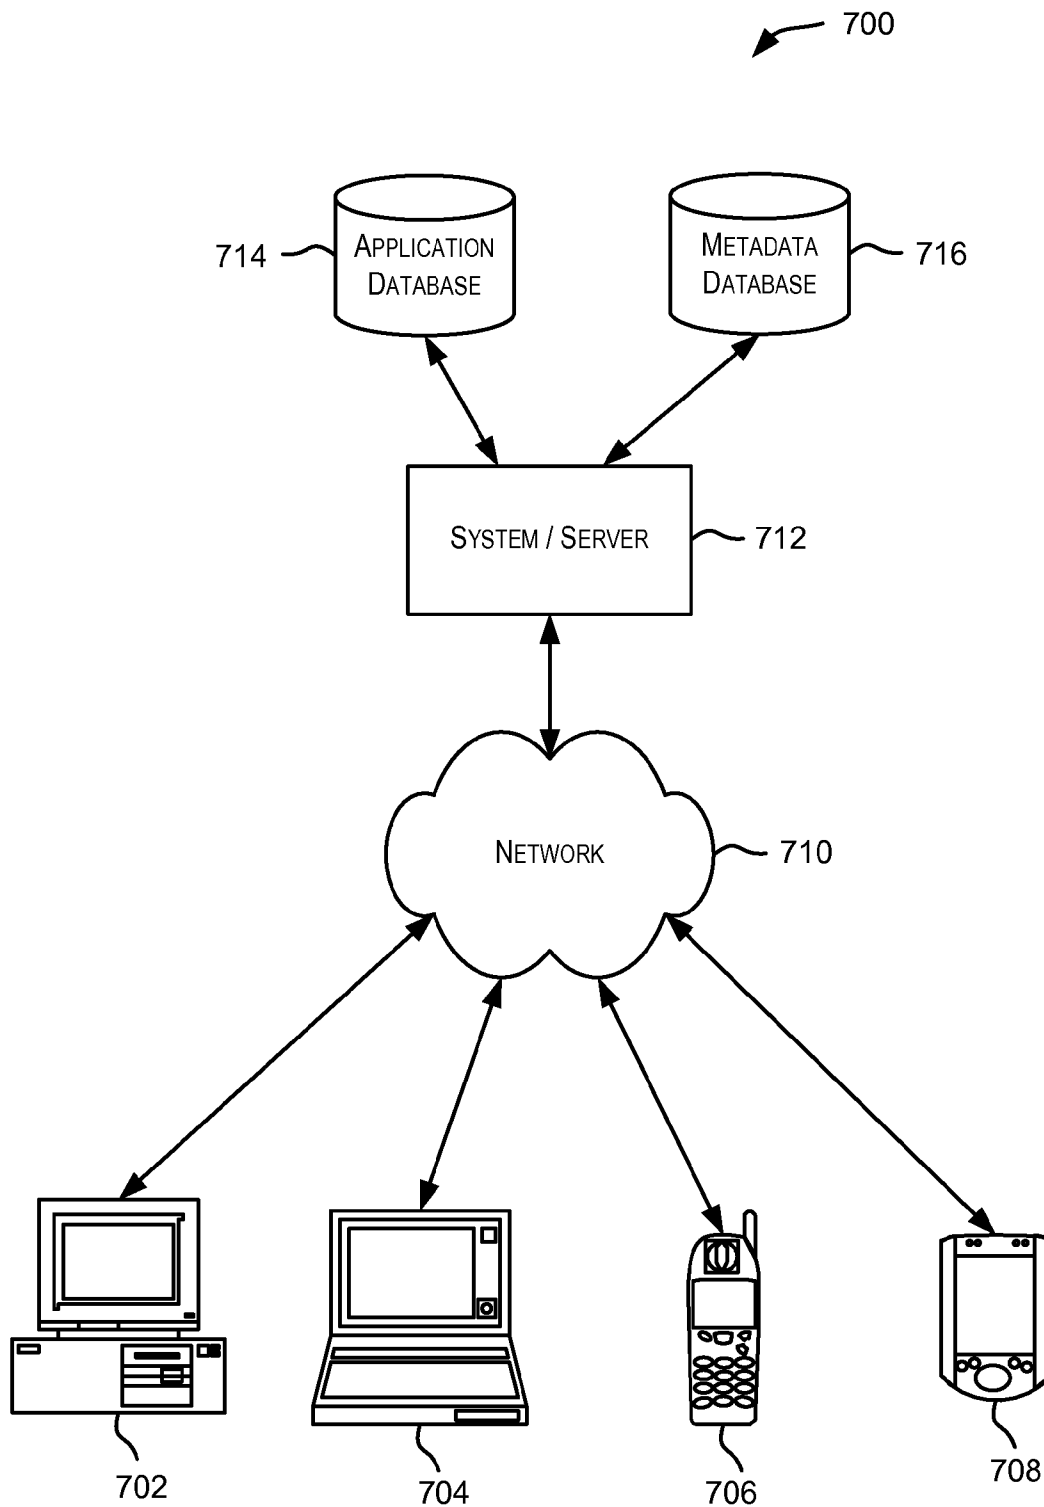 700
APPLICATION
DATABASE
714
METADATA
DATABASE
716
SYSTEM / SERVER
712
NETWORK
710
702
704
706
708